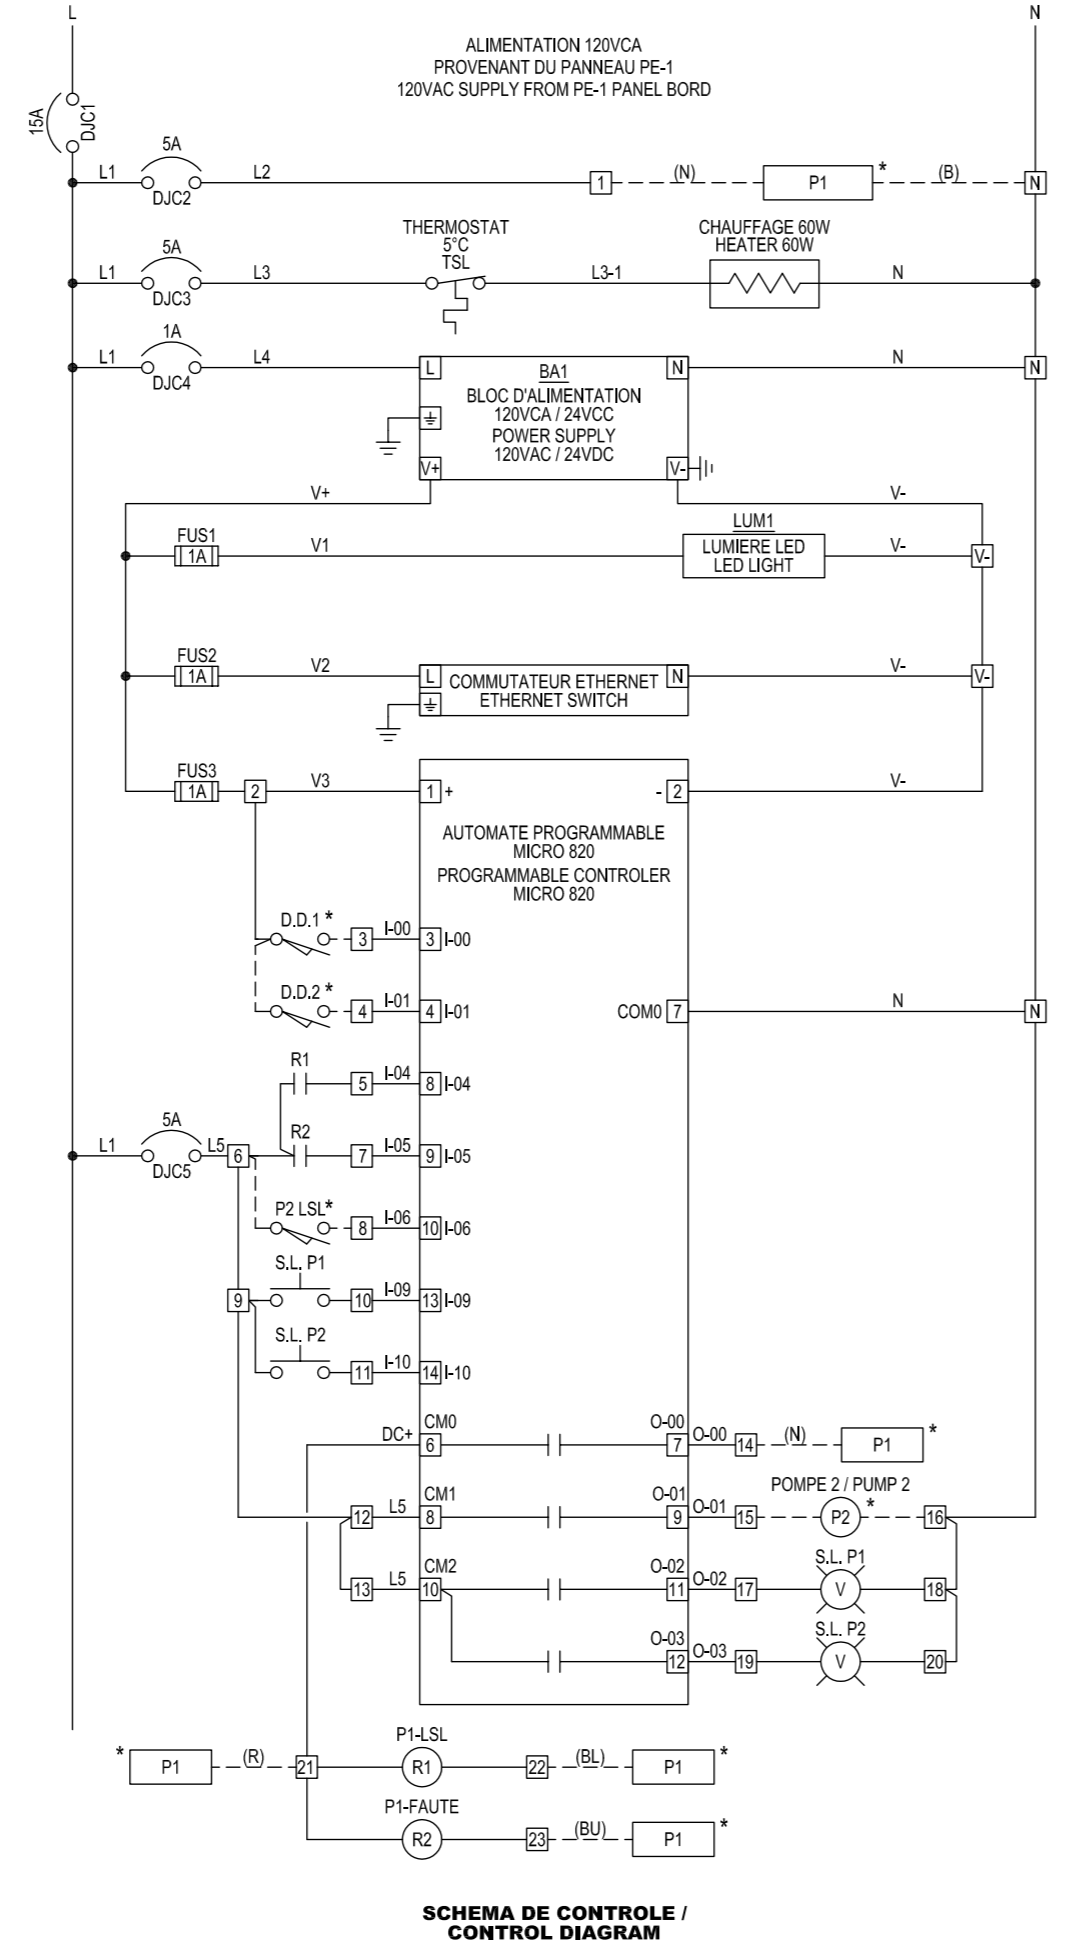 L
N
ALIMENTATION 120VCA
PROVENANT DU PANNEAU PE-1
120VAC SUPPLY FROM PE-1 PANEL BORD
15A
DJC1
L1
5A
DJC2
L2
1
(N)
P1
*
(B)
N
L1
5A
DJC3
L3
THERMOSTAT
5°C
TSL
L3-1
CHAUFFAGE 60W
HEATER 60W
N
L1
1A
DJC4
L4
L
BA1
BLOC D'ALIMENTATION
120VCA / 24VCC
POWER SUPPLY
120VAC / 24VDC
N
N
N
V+
V-
V+
V-
FUS1
1A
V1
LUM1
LUMIERE LED
LED LIGHT
V-
V-
FUS2
1A
V2
L
COMMUTATEUR ETHERNET
ETHERNET SWITCH
N
V-
V-
FUS3
1A
2
V3
1
+
-
2
V-
AUTOMATE PROGRAMMABLE
MICRO 820
PROGRAMMABLE CONTROLER
MICRO 820
D.D.1 *
3
I-00
3
I-00
D.D.2 *
4
I-01
4
I-01
COM0
7
N
N
R1
5
I-04
8
I-04
L1
5A
DJC5
L5
6
R2
7
I-05
9
I-05
P2 LSL*
8
I-06
10
I-06
S.L. P1
9
10
I-09
13
I-09
S.L. P2
11
I-10
14
I-10
DC+
CM0
6
O-00
7
O-00
14
(N)
P1
*
12
L5
CM1
8
O-01
9
O-01
15
POMPE 2 / PUMP 2
P2
*
16
13
L5
CM2
10
O-02
11
O-02
17
S.L. P1
V
18
O-03
12
O-03
19
S.L. P2
V
20
*
P1
(R)
21
P1-LSL
R1
22
(BL)
P1
*
P1-FAUTE
R2
23
(BU)
P1
*
SCHEMA DE CONTROLE /
CONTROL DIAGRAM